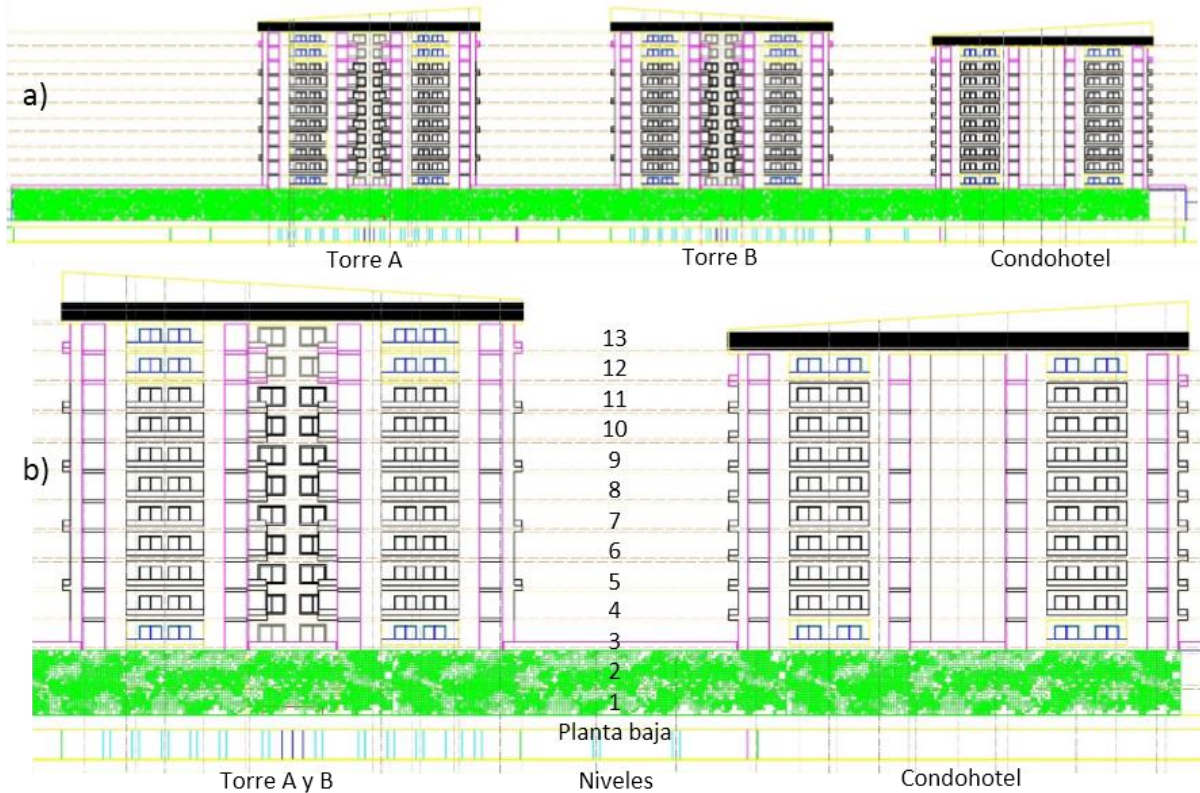 a)
Torre A
Torre B
Condohotel
13
12
11
10
b)
9
8
7
6
5
4
3
2
1
Planta baja
Torre A y B
Niveles
Condohotel